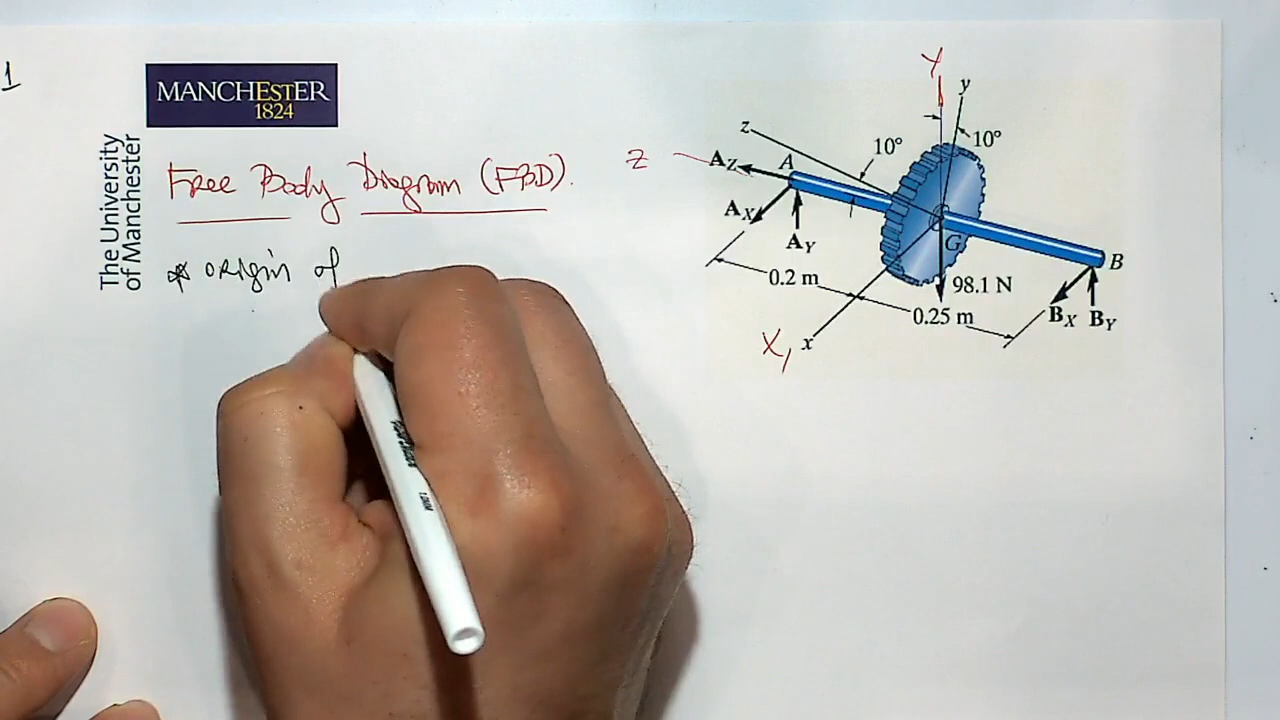 1
MANCHESTER
1824
The University
of Manchester
Free Body Diagram (FBD).
* origin of
Y
y
z
10°
10°
Z
A_Z
A
A_X
A_Y
G
B
0.2 m
98.1 N
0.25 m
B_X
B_Y
X,
x